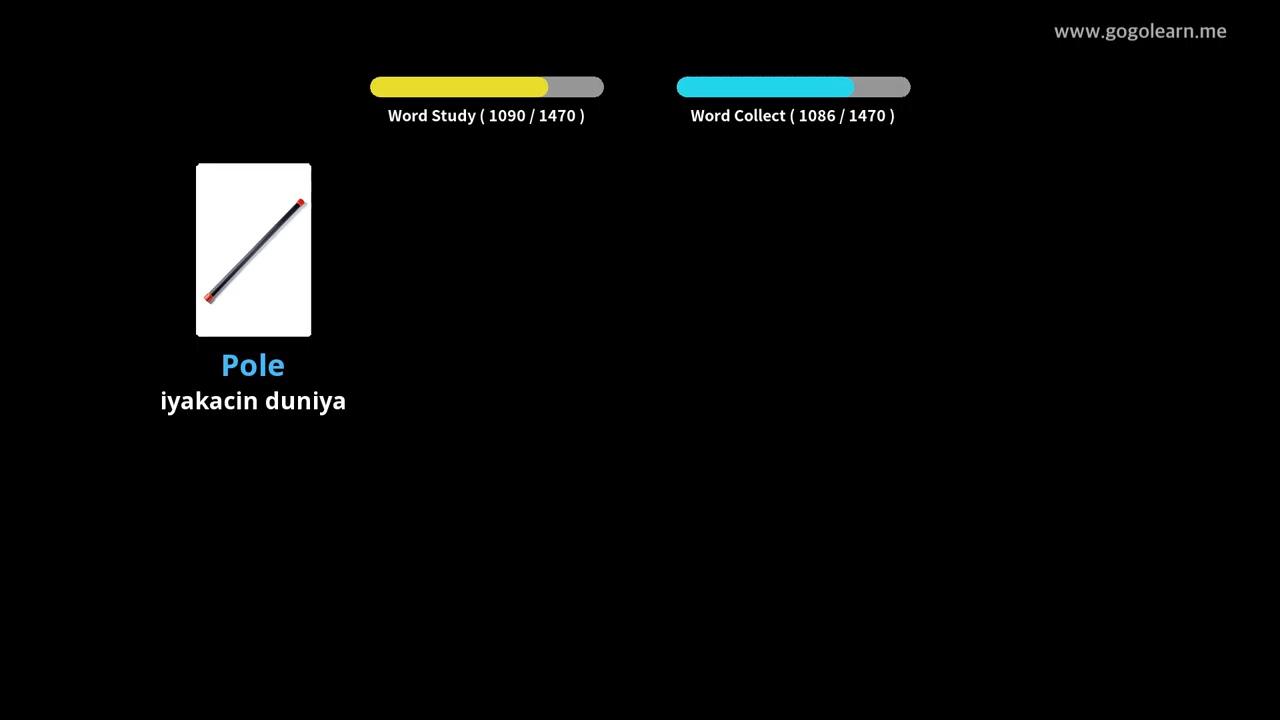 www.gogolearn.me
Word Study ( 1090 / 1470 )
Word Collect ( 1086 / 1470 )
Pole
iyakacin duniya